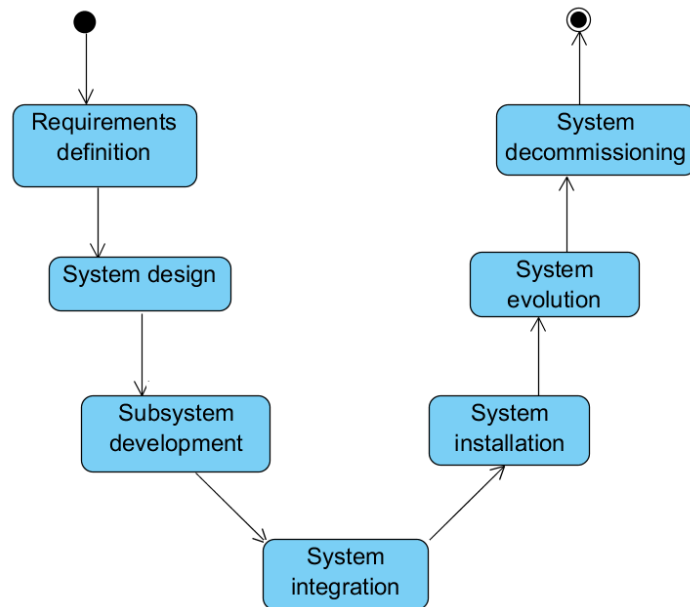 Requirements
definition
System design
Subsystem
development
System
integration
System
installation
System
evolution
System
decommissioning